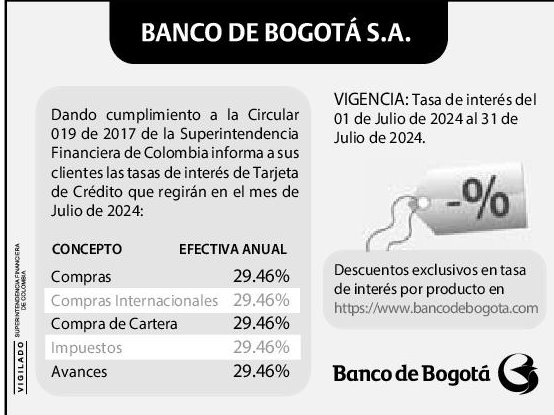 BANCO DE BOGOTÁ S.A.
Dando cumplimiento a la Circular
019 de 2017 de la Superintendencia
Financiera de Colombia informa a sus
clientes las tasas de interés de Tarjeta
de Crédito que regirán en el mes de
Julio de 2024:
CONCEPTO EFECTIVA ANUAL
Compras 29.46%
Compras Internacionales 29.46%
Compra de Cartera 29.46%
Impuestos 29.46%
Avances 29.46%
VIGENCIA: Tasa de interés del
01 de Julio de 2024 al 31 de
Julio de 2024.
-%
Descuentos exclusivos en tasa
de interés por producto en
https://www.bancodebogota.com
Banco de Bogotá
VIGILADO
SUPERINTENDENCIA FINANCIERA
DE COLOMBIA